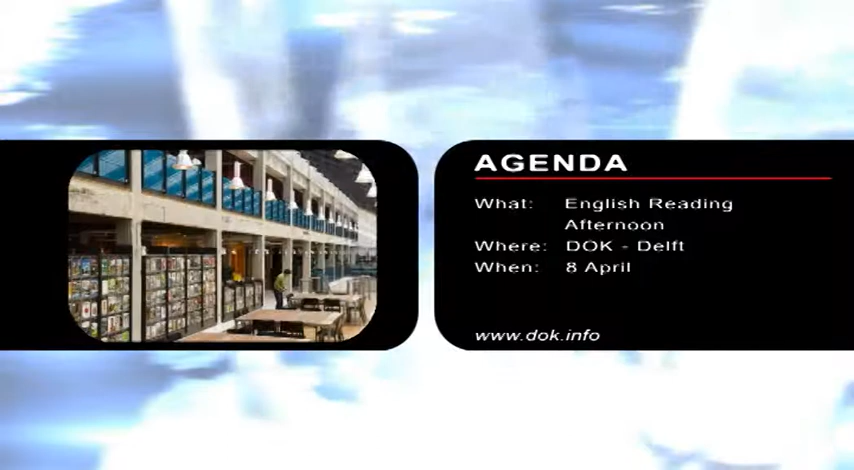 AGENDA
What: English Reading
Afternoon
Where: DOK - Delft
When: 8 April
www.dok.info